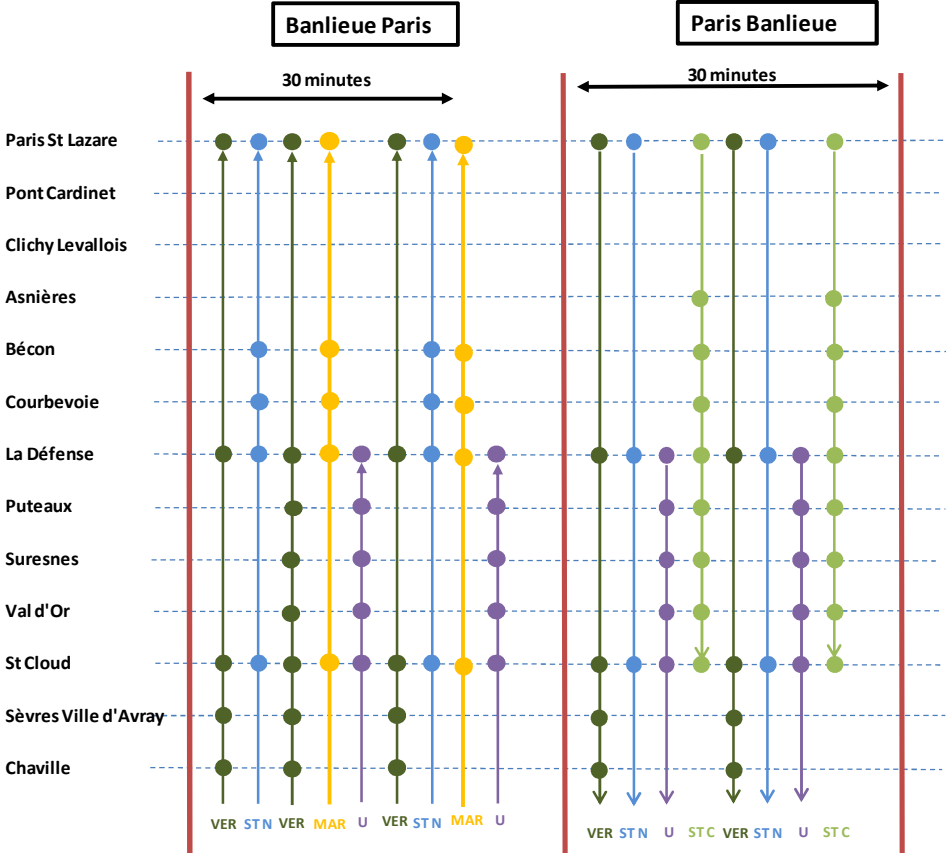 Banlieue Paris
Paris Banlieue
30 minutes
30 minutes
Paris St Lazare
Pont Cardinet
Clichy Levallois
Asnières
Bécon
Courbevoie
La Défense
Puteaux
Suresnes
Val d'Or
St Cloud
Sèvres Ville d'Avray
Chaville
VER ST N VER MAR U VER ST N MAR U
VER ST N U ST C VER ST N U ST C